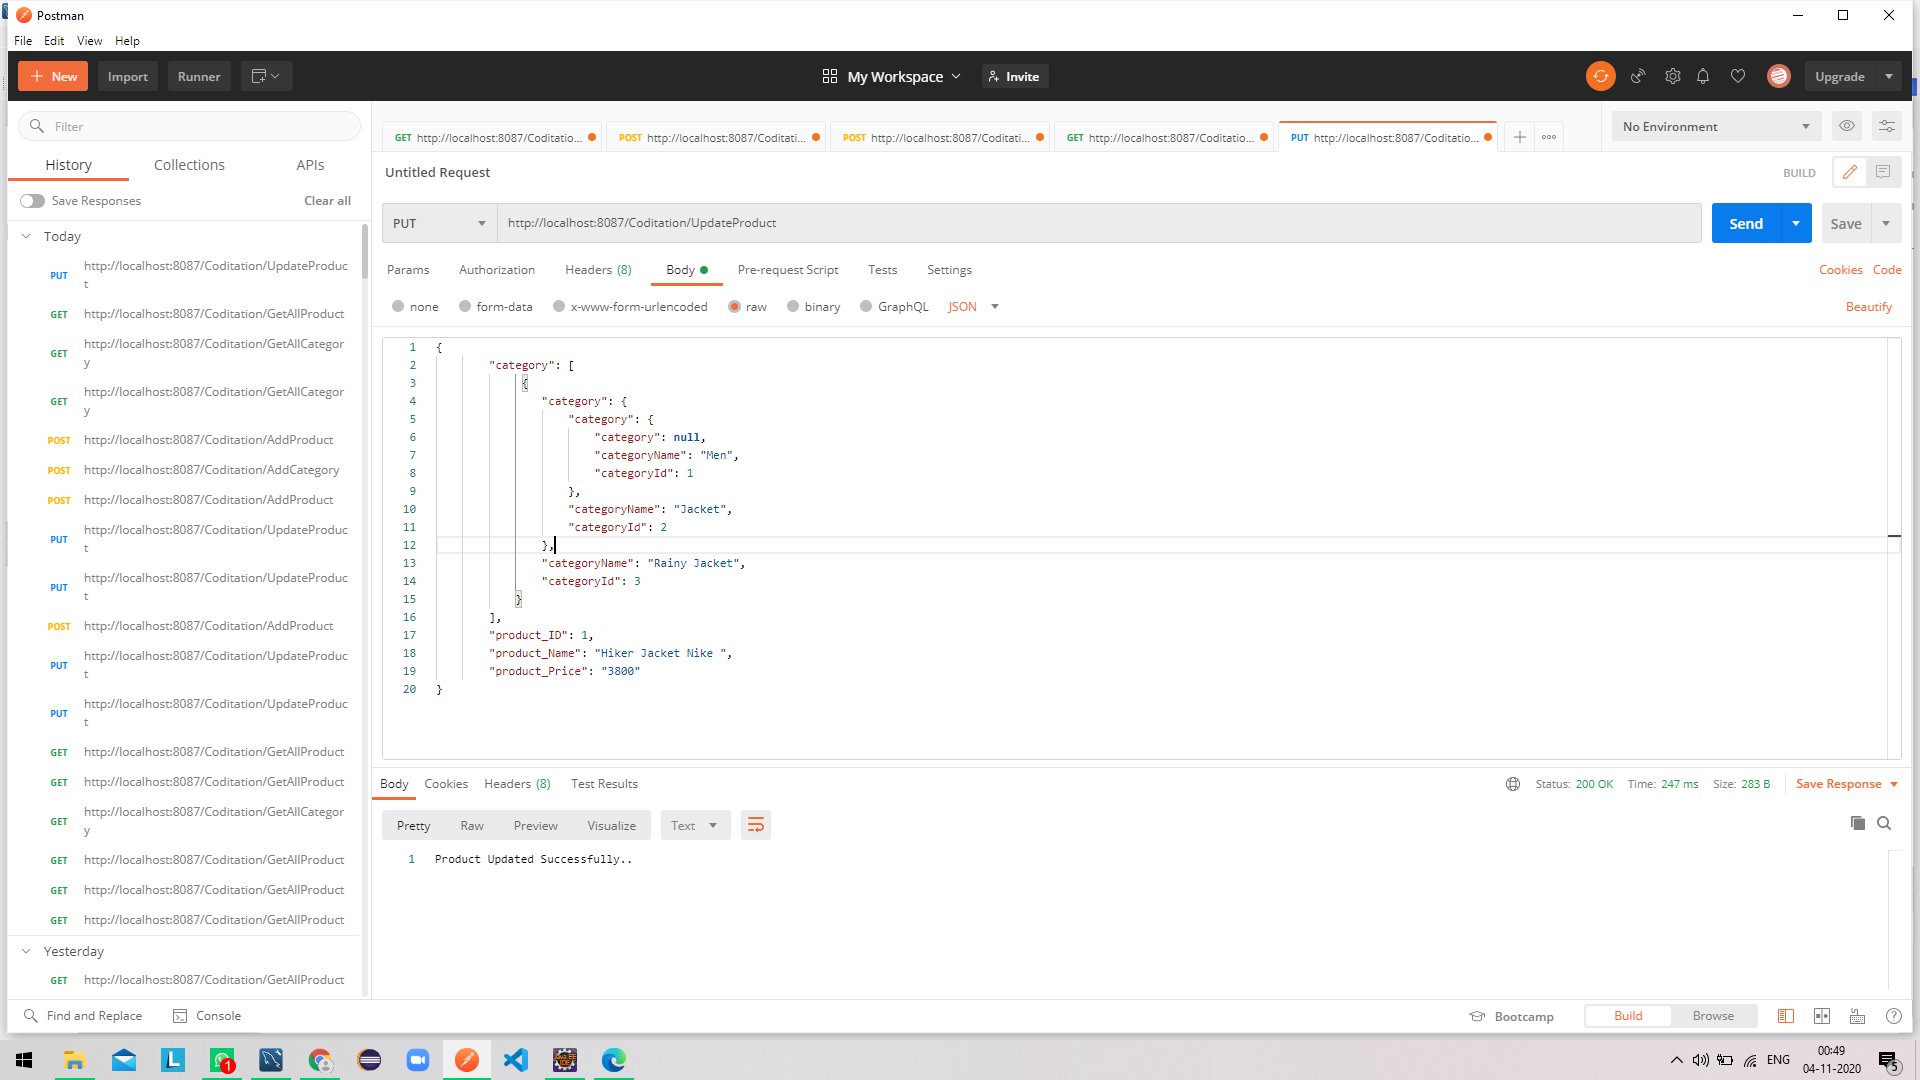 Postman
File Edit View Help
New Import Runner My Workspace Invite Upgrade
Filter
History Collections APIs
Save Responses Clear all
Today
PUT http://localhost:8087/Coditation/UpdateProduc
t
GET http://localhost:8087/Coditation/GetAllProduct
GET http://localhost:8087/Coditation/GetAllCategor
y
GET http://localhost:8087/Coditation/GetAllCategor
y
POST http://localhost:8087/Coditation/AddProduct
POST http://localhost:8087/Coditation/AddCategory
POST http://localhost:8087/Coditation/AddProduct
PUT http://localhost:8087/Coditation/UpdateProduc
t
PUT http://localhost:8087/Coditation/UpdateProduc
t
POST http://localhost:8087/Coditation/AddProduct
PUT http://localhost:8087/Coditation/UpdateProduc
t
PUT http://localhost:8087/Coditation/UpdateProduc
t
GET http://localhost:8087/Coditation/GetAllProduct
GET http://localhost:8087/Coditation/GetAllProduct
GET http://localhost:8087/Coditation/GetAllCategor
y
GET http://localhost:8087/Coditation/GetAllProduct
GET http://localhost:8087/Coditation/GetAllProduct
GET http://localhost:8087/Coditation/GetAllProduct
Yesterday
GET http://localhost:8087/Coditation/GetAllProduct
GET http://localhost:8087/Coditatio... POST http://localhost:8087/Coditati... POST http://localhost:8087/Coditati... GET http://localhost:8087/Coditatio... PUT http://localhost:8087/Coditatio... No Environment
Untitled Request BUILD
PUT http://localhost:8087/Coditation/UpdateProduct Send Save
Params Authorization Headers (8) Body Pre-request Script Tests Settings Cookies Code
none form-data x-www-form-urlencoded raw binary GraphQL JSON Beautify
1 {
2 "category": [
3 {
4 "category": {
5 "category": {
6 "category": null,
7 "categoryName": "Men",
8 "categoryId": 1
9 },
10 "categoryName": "Jacket",
11 "categoryId": 2
12 },
13 "categoryName": "Rainy Jacket",
14 "categoryId": 3
15 }
16 ],
17 "product_ID": 1,
18 "product_Name": "Hiker Jacket Nike ",
19 "product_Price": "3800"
20 }
Body Cookies Headers (8) Test Results Status: 200 OK Time: 247 ms Size: 283 B Save Response
Pretty Raw Preview Visualize Text
1 Product Updated Successfully..
Find and Replace Console Bootcamp Build Browse
L 1 ENG 00:49
04-11-2020 5